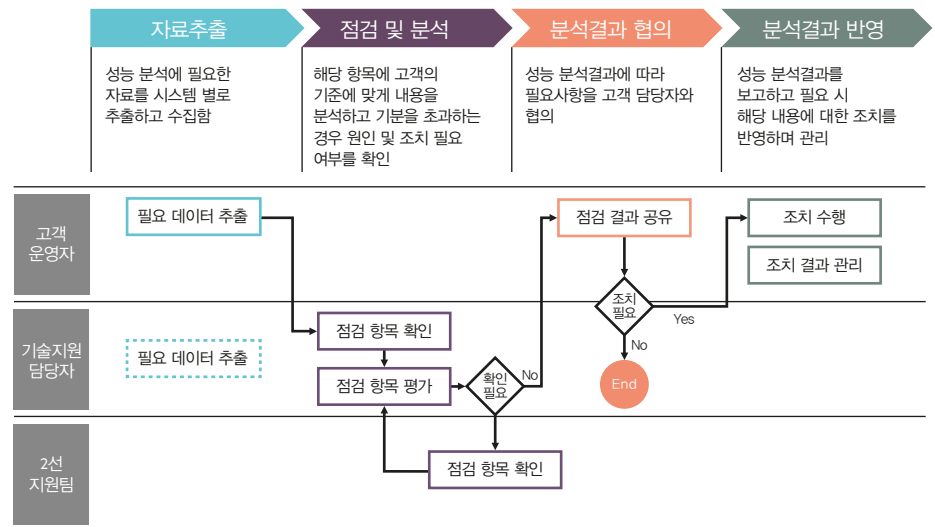 자료추출
점검 및 분석
분석결과 협의
분석결과 반영
성능 분석에 필요한
자료를 시스템 별로
추출하고 수집함
해당 항목에 고객의
기준에 맞게 내용을
분석하고 기분을 초과하는
경우 원인 및 조치 필요
여부를 확인
성능 분석결과에 따라
필요사항을 고객 담당자와
협의
성능 분석결과를
보고하고 필요 시
해당 내용에 대한 조치를
반영하며 관리
고객
운영자
필요 데이터 추출
점검 결과 공유
조치 수행
조치 결과 관리
조치
필요
Yes
No
End
기술지원
담당자
필요 데이터 추출
점검 항목 확인
점검 항목 평가
확인
필요
No
2선
지원팀
점검 항목 확인